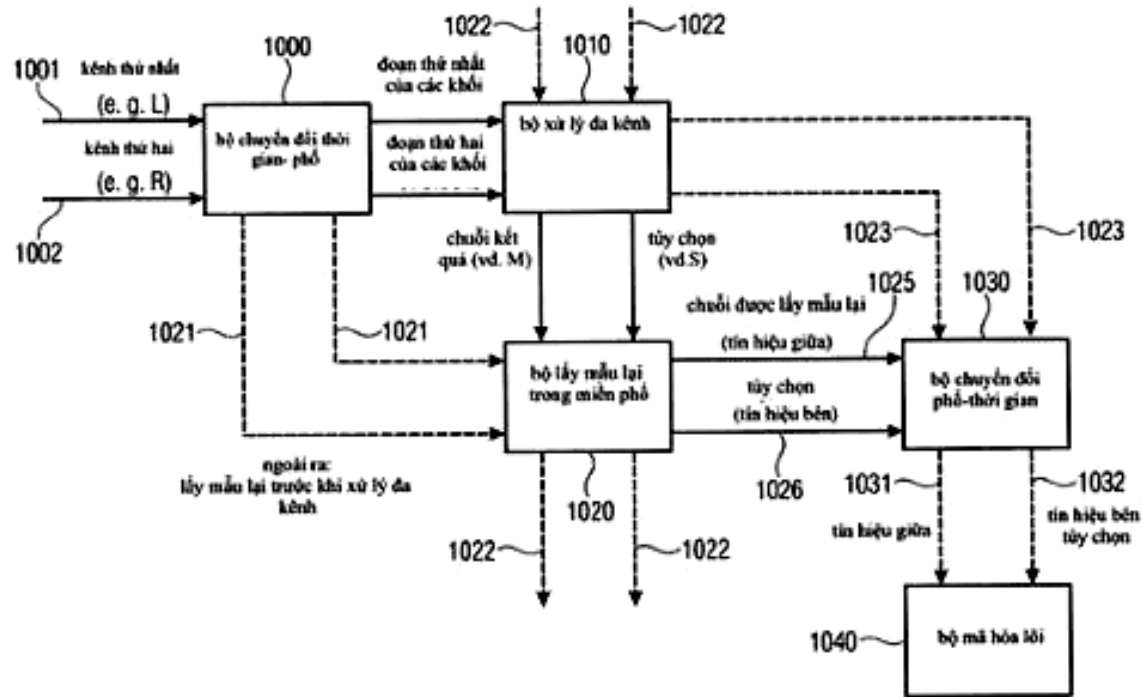 1022
1022
1000
1010
1001
kênh thứ nhất
(e. g. L)
đoạn thứ nhất
của các khối
bộ xử lý đa kênh
bộ chuyển đổi thời
gian- phổ
kênh thứ hai
(e. g. R)
đoạn thứ hai
của các khối
1002
chuỗi kết
quả (vd. M)
tùy chọn
(vd.S)
1023
1023
1025
1030
1021
1021
chuỗi được lấy mẫu lại
(tín hiệu giữa)
bộ lấy mẫu lại
trong miền phổ
tùy chọn
(tín hiệu bên)
bộ chuyển đổi
phổ-thời gian
ngoài ra:
lấy mẫu lại trước khi xử lý đa
kênh
1020
1026
1031
1032
tín hiệu giữa
tín hiệu bên
tùy chọn
1022
1022
1040
bộ mã hóa lõi